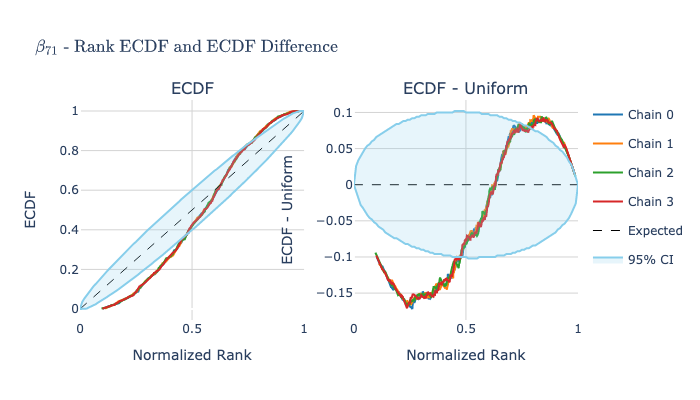 β71 - Rank ECDF and ECDF Difference
ECDF
ECDF - Uniform
1
0.8
0.6
0.4
0.2
0
0
0.5
1
ECDF
Normalized Rank
0.1
0.05
0
−0.05
−0.1
−0.15
0
0.5
1
ECDF - Uniform
Normalized Rank
Chain 0
Chain 1
Chain 2
Chain 3
Expected
95% CI